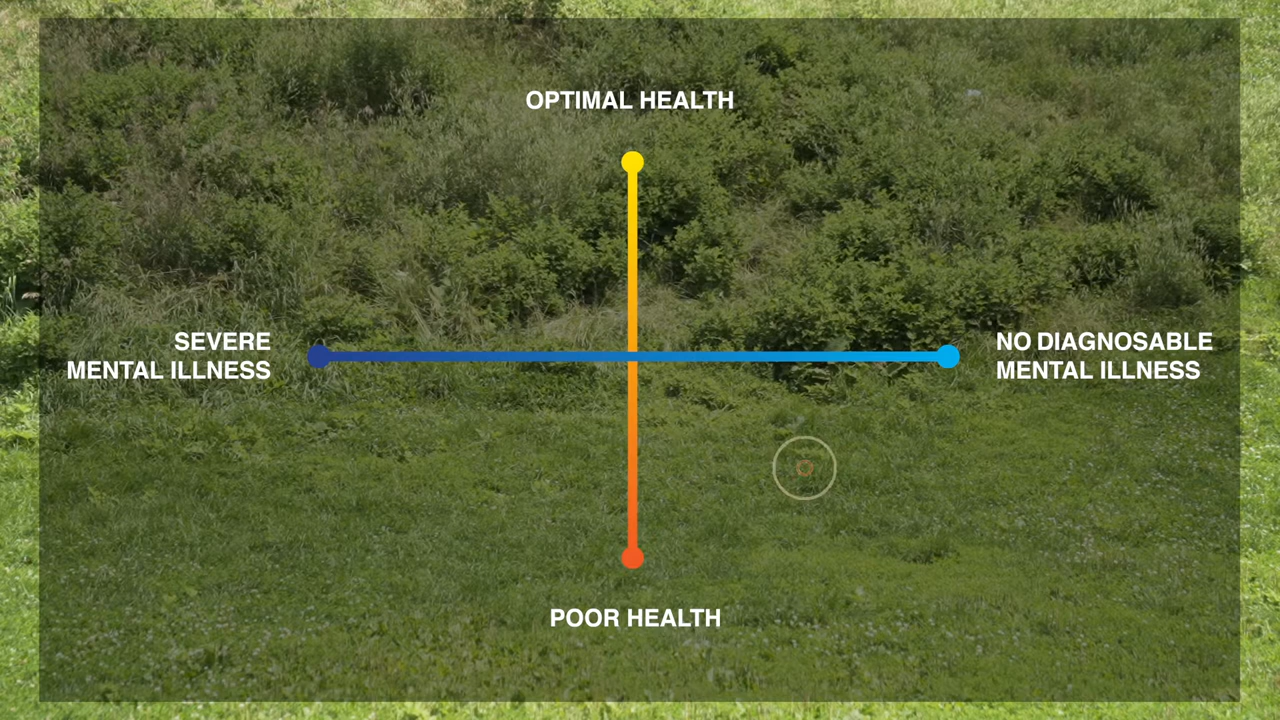 OPTIMAL HEALTH
SEVERE
MENTAL ILLNESS
NO DIAGNOSABLE
MENTAL ILLNESS
POOR HEALTH